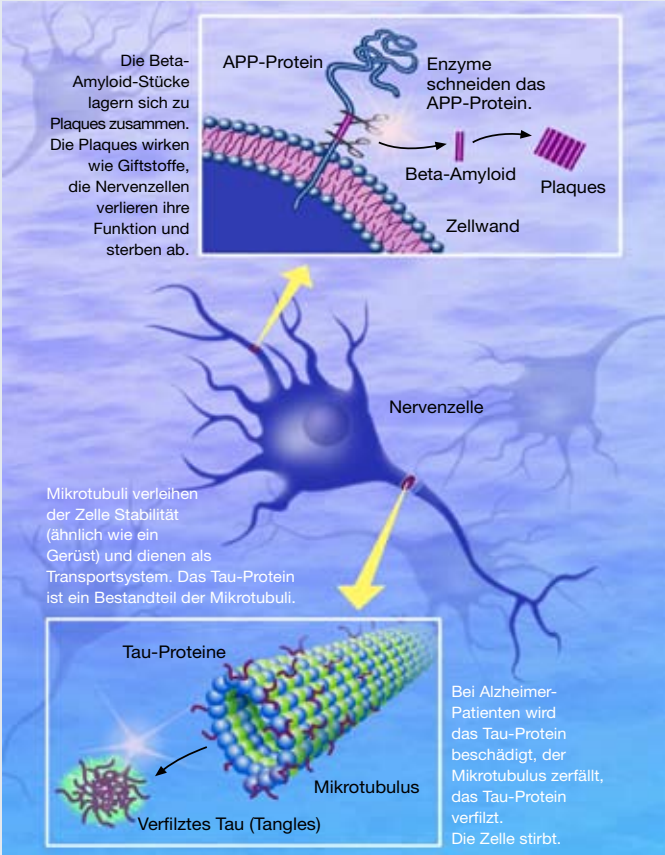 Die Beta-
Amyloid-Stücke
lagern sich zu
Plaques zusammen.
Die Plaques wirken
wie Giftstoffe,
die Nervenzellen
verlieren ihre
Funktion und
sterben ab.
APP-Protein
Enzyme
schneiden das
APP-Protein.
Beta-Amyloid
Plaques
Zellwand
Nervenzelle
Mikrotubuli verleihen
der Zelle Stabilität
(ähnlich wie ein
Gerüst) und dienen als
Transportsystem. Das Tau-Protein
ist ein Bestandteil der Mikrotubuli.
Tau-Proteine
Mikrotubulus
Verfilztes Tau (Tangles)
Bei Alzheimer-
Patienten wird
das Tau-Protein
beschädigt, der
Mikrotubulus zerfällt,
das Tau-Protein
verfilzt.
Die Zelle stirbt.